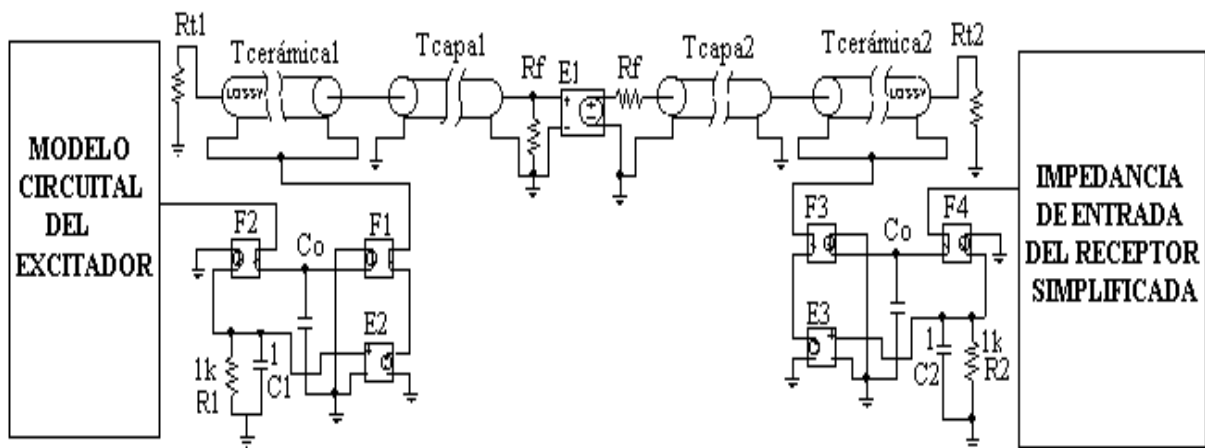 Rt1
Tcerámica1
Tcapa1
Rf
E1
Rf
Tcapa2
Tcerámica2
Rt2
LOSSY
LOSSY
MODELO
CIRCUITAL
DEL
EXCITADOR
F2
Co
F1
E2
1k
R1
1
C1
F3
Co
F4
E3
1
C2
1k
R2
IMPEDANCIA
DE ENTRADA
DEL RECEPTOR
SIMPLIFICADA